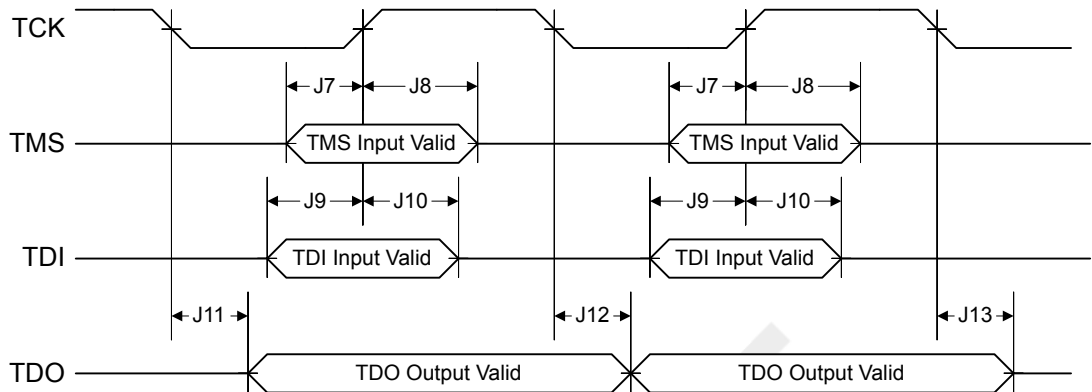 TCK
J7 J8 J7 J8
TMS TMS Input Valid TMS Input Valid
J9 J10 J9 J10
TDI TDI Input Valid TDI Input Valid
J11 J12 J13
TDO TDO Output Valid TDO Output Valid